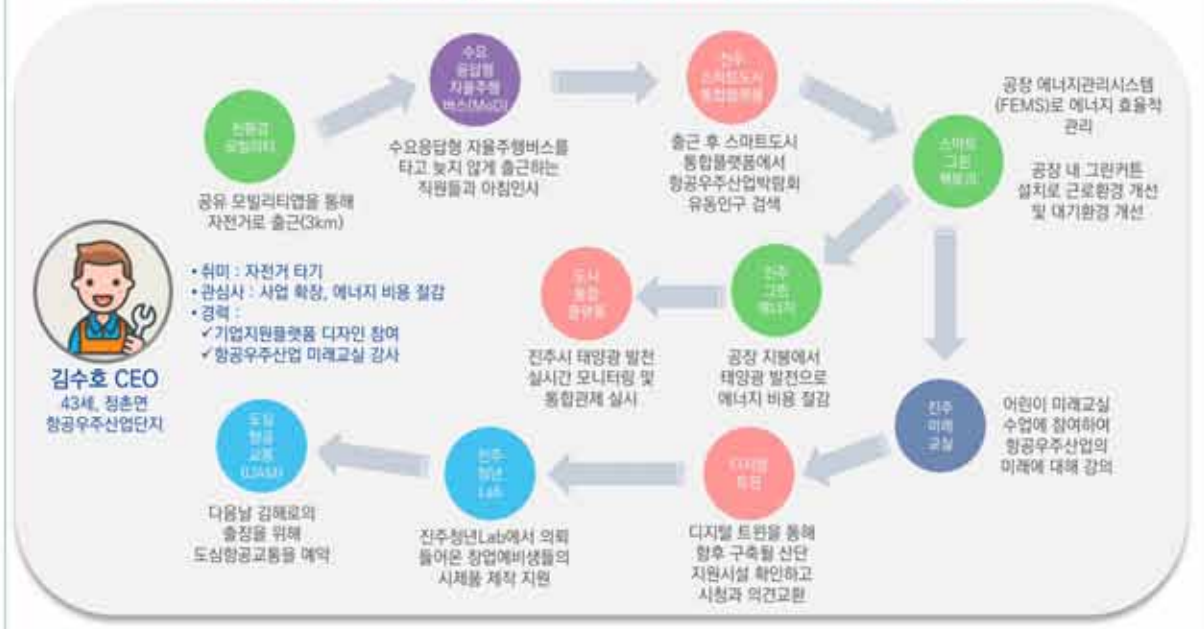 친환경
모빌리티
공유 모빌리티앱을 통해
자전거로 출근(3km)
수요
응답형
자율주행
버스(MoD)
수요응답형 자율주행버스를
타고 늦지 않게 출근하는
직원들과 아침인사
진주
스마트도시
통합플랫폼
출근 후 스마트도시
통합플랫폼에서
항공우주산업박람회
유동인구 검색
스마트
그린
공장 에너지관리시스템
(FEMS)로 에너지 효율적
관리
공장 내 그린커튼
설치로 근로환경 개선
및 대기환경 개선
김수호 CEO
43세, 정촌면
항공우주산업단지
• 취미 : 자전거 타기
• 관심사 : 사업 확장, 에너지 비용 절감
• 경력 :
✓기업지원플랫폼 디자인 참여
✓항공우주산업 미래교실 강사
진주
그린
에너지
공장 지붕에서
태양광 발전으로
에너지 비용 절감
도시
통합
플랫폼
진주시 태양광 발전
실시간 모니터링 및
통합관제 실시
진주
미래
교실
어린이 미래교실
수업에 참여하여
항공우주산업의
미래에 대해 강의
디지털
트윈
디지털 트윈을 통해
향후 구축될 산단
지원시설 확인하고
시청과 의견교환
진주
청년
Lab
진주청년Lab에서 의뢰
들어온 창업예비생들의
시제품 제작 지원
도심
항공
교통
(UAM)
다음날 김해로의
출장을 위해
도심항공교통을 예약